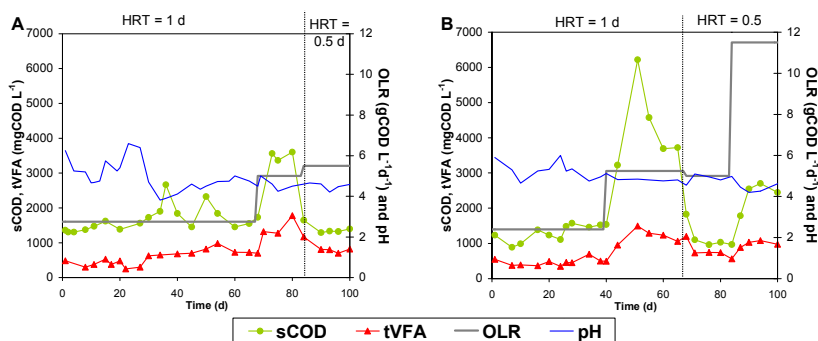 A
HRT = 1 d
HRT =
0.5 d
7000
6000
5000
4000
3000
2000
1000
0
sCOD, tVFA (mgCOD L-1)
12
10
8
6
4
2
0
OLR (gCOD L-1d-1) and pH
0
20
40
60
80
100
Time (d)
B
HRT = 1 d
HRT = 0.5
7000
6000
5000
4000
3000
2000
1000
0
sCOD, tVFA (mgCOD L-1)
12
10
8
6
4
2
0
OLR (gCOD L-1d-1) and pH
0
20
40
60
80
100
Time (d)
sCOD
tVFA
OLR
pH